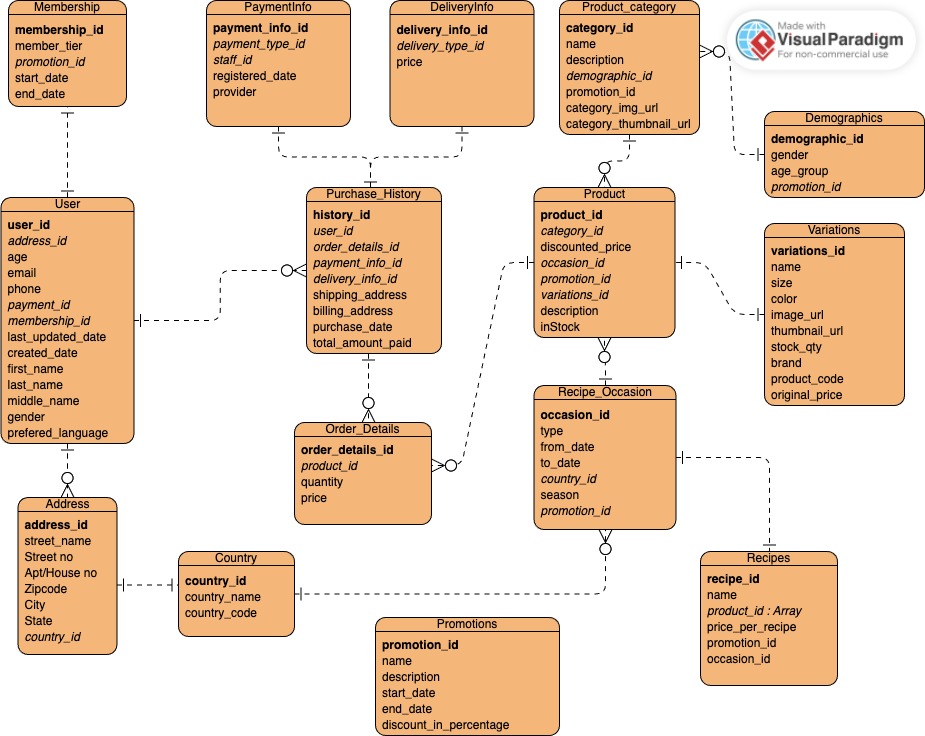 Membership
membership_id
member_tier
promotion_id
start_date
end_date
PaymentInfo
payment_info_id
payment_type_id
staff_id
registered_date
provider
DeliveryInfo
delivery_info_id
delivery_type_id
price
Product_category
category_id
name
description
demographic_id
promotion_id
category_img_url
category_thumbnail_url
Made with
Visual Paradigm
For non-commercial use
Demographics
demographic_id
gender
age_group
promotion_id
User
user_id
address_id
age
email
phone
payment_id
membership_id
last_updated_date
created_date
first_name
last_name
middle_name
gender
prefered_language
Purchase_History
history_id
user_id
order_details_id
payment_info_id
delivery_info_id
shipping_address
billing_address
purchase_date
total_amount_paid
Product
product_id
category_id
discounted_price
occasion_id
promotion_id
variations_id
description
inStock
Variations
variations_id
name
size
color
image_url
thumbnail_url
stock_qty
brand
product_code
original_price
Order_Details
order_details_id
product_id
quantity
price
Recipe_Occasion
occasion_id
type
from_date
to_date
country_id
season
promotion_id
Address
address_id
street_name
Street no
Apt/House no
Zipcode
City
State
country_id
Country
country_id
country_name
country_code
Recipes
recipe_id
name
product_id : Array
price_per_recipe
promotion_id
occasion_id
Promotions
promotion_id
name
description
start_date
end_date
discount_in_percentage